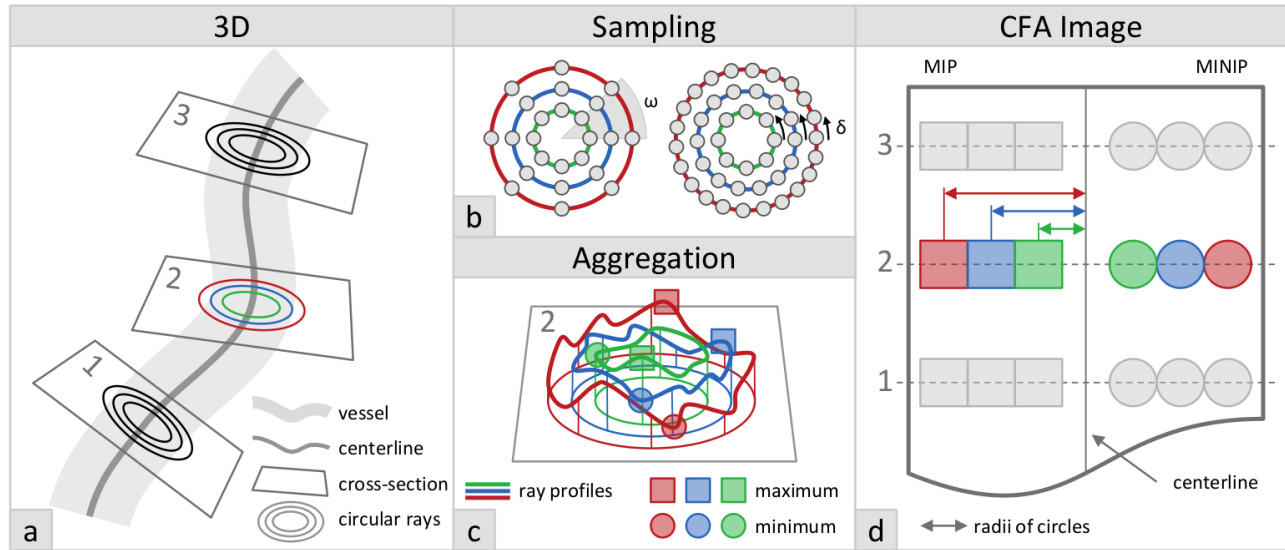 3D
3
2
1
vessel
centerline
cross-section
circular rays
a
Sampling
ω
δ
b
Aggregation
2
ray profiles
maximum
minimum
c
CFA Image
MIP
MINIP
3
2
1
centerline
radii of circles
d